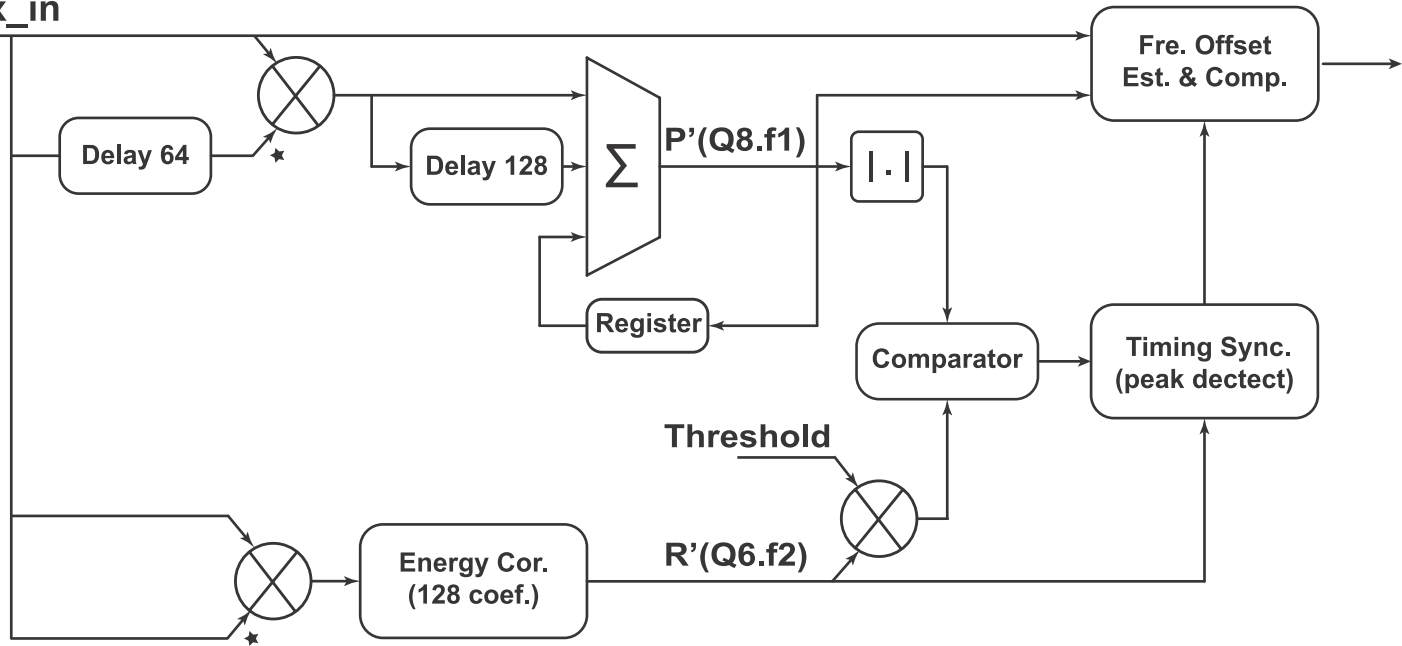 x_in
Fre. Offset
Est. & Comp.
Delay 64
Delay 128
∑
P’(Q8.f1)
|.|
Register
Comparator
Timing Sync.
(peak dectect)
Threshold
Energy Cor.
(128 coef.)
R’(Q6.f2)